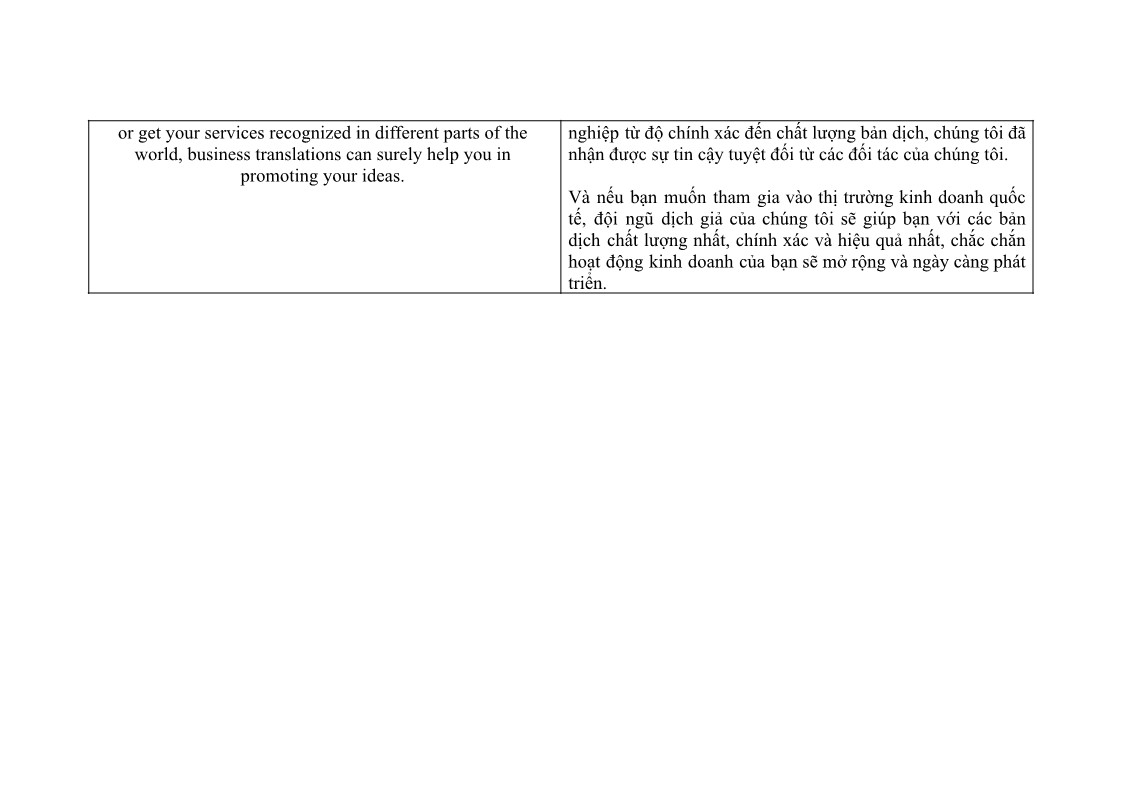 or get your services recognized in different parts of the
world, business translations can surely help you in
promoting your ideas.
nghiệp từ độ chính xác đến chất lượng bản dịch, chúng tôi đã
nhận được sự tin cậy tuyệt đối từ các đối tác của chúng tôi.
Và nếu bạn muốn tham gia vào thị trường kinh doanh quốc
tế, đội ngũ dịch giả của chúng tôi sẽ giúp bạn với các bản
dịch chất lượng nhất, chính xác và hiệu quả nhất, chắc chắn
hoạt động kinh doanh của bạn sẽ mở rộng và ngày càng phát
triển.